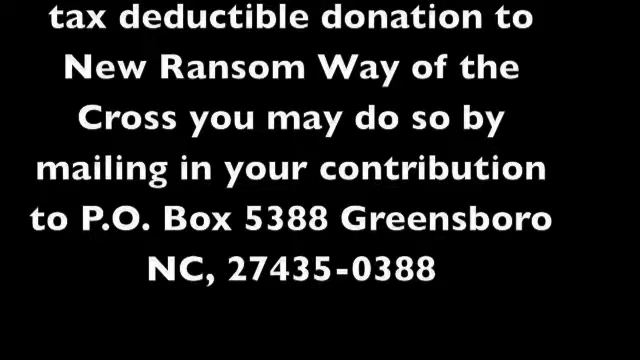 tax deductible donation to
New Ransom Way of the
Cross you may do so by
mailing in your contribution
to P.O. Box 5388 Greensboro
NC, 27435-0388